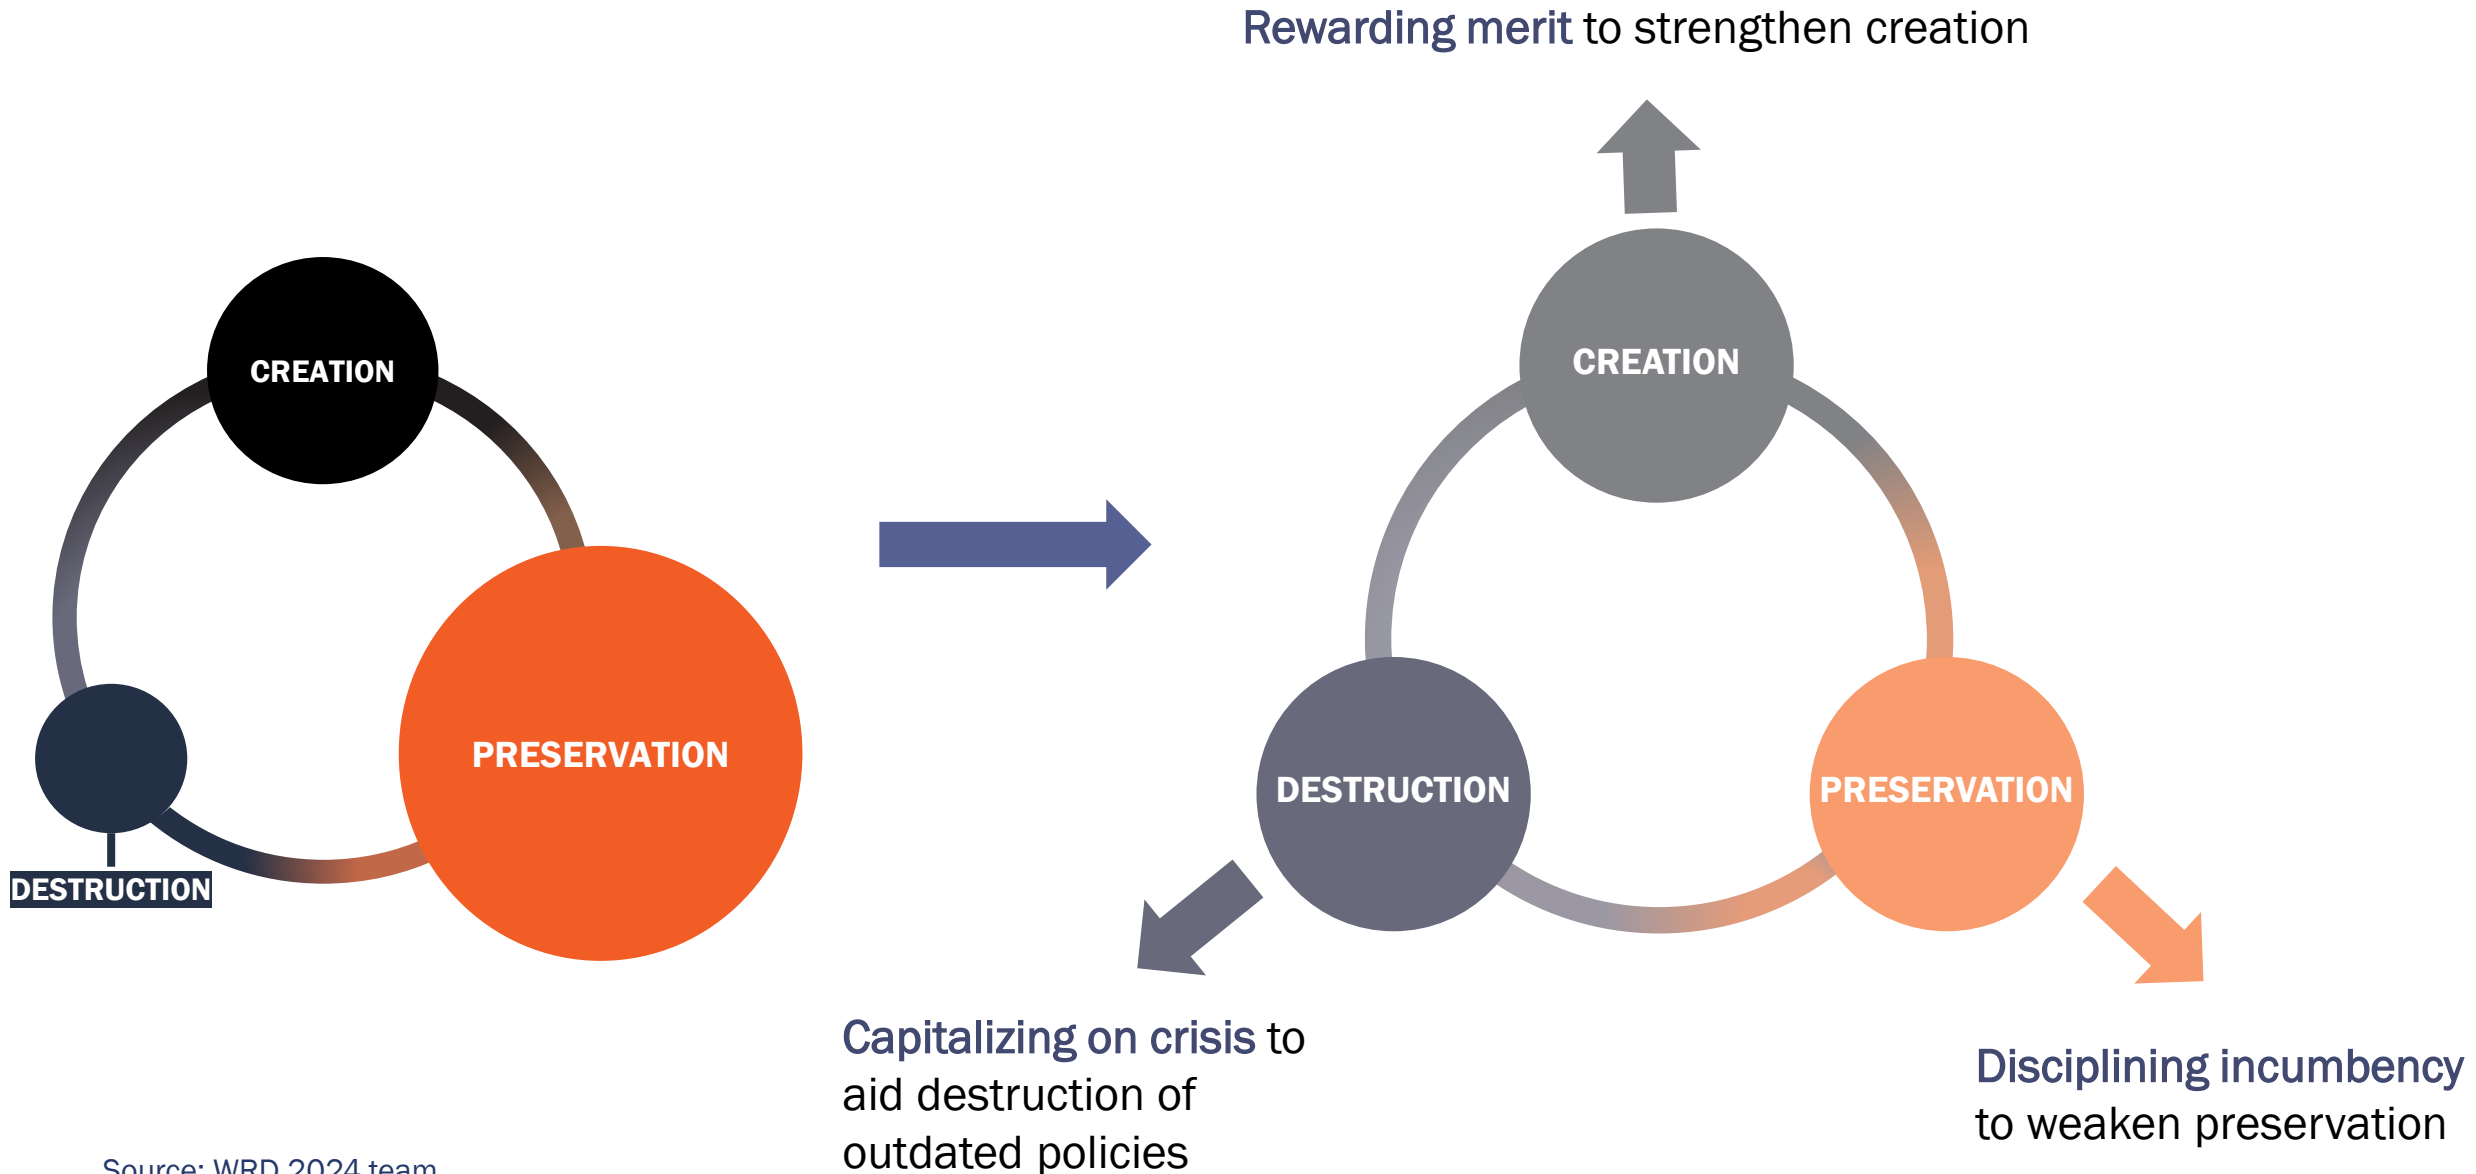 Rewarding merit to strengthen creation
CREATION
PRESERVATION
DESTRUCTION
CREATION
DESTRUCTION
PRESERVATION
Capitalizing on crisis to
aid destruction of
outdated policies
Disciplining incumbency
to weaken preservation
Source: WRD 2024 team